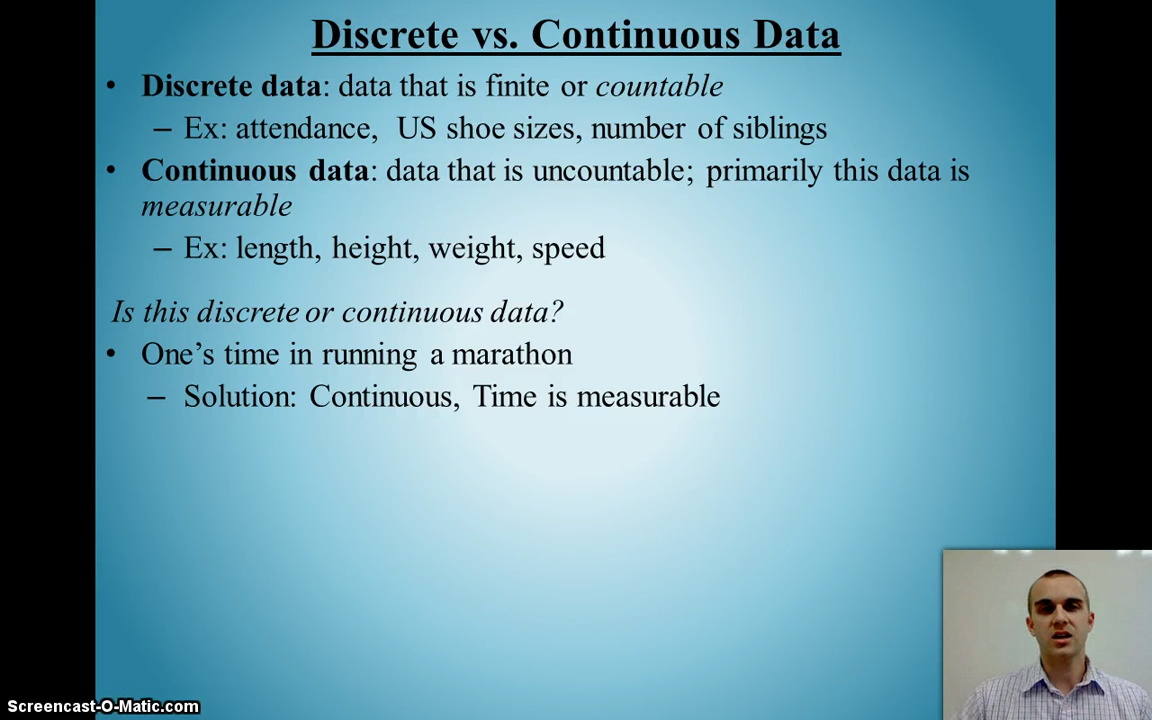 Discrete vs. Continuous Data
• Discrete data: data that is finite or countable
– Ex: attendance, US shoe sizes, number of siblings
• Continuous data: data that is uncountable; primarily this data is
measurable
– Ex: length, height, weight, speed
Is this discrete or continuous data?
• One’s time in running a marathon
– Solution: Continuous, Time is measurable
Screencast-O-Matic.com